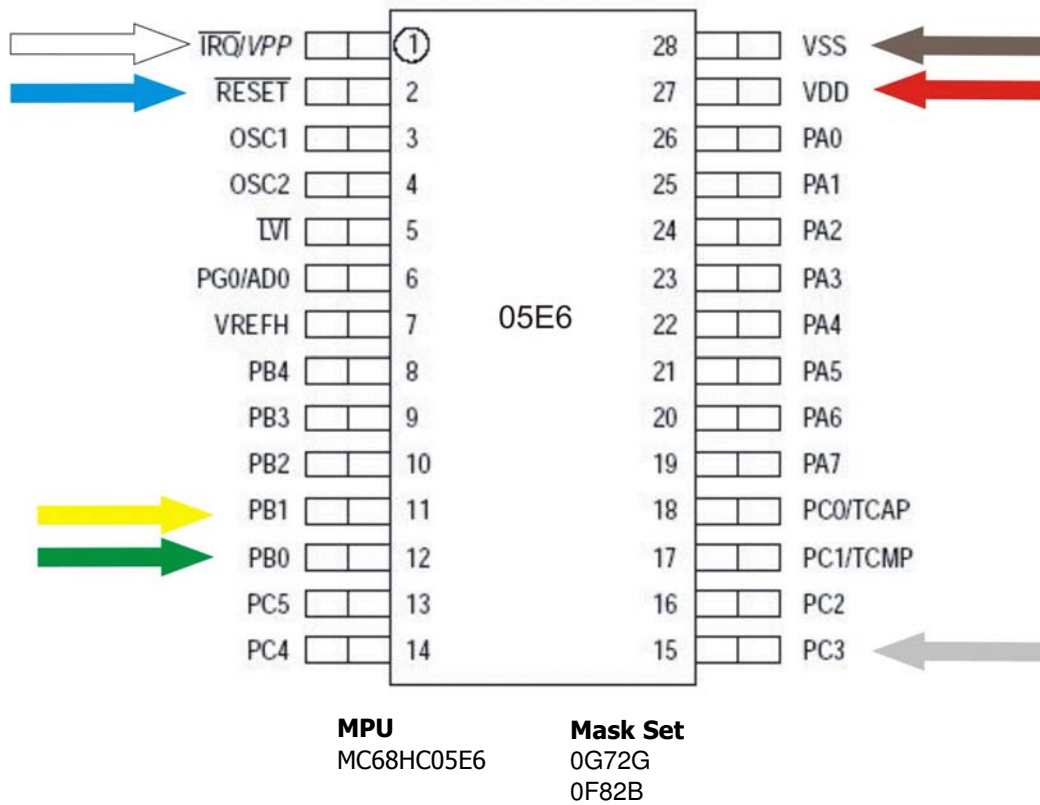 IRQ/VPP 1 28 VSS
RESET 2 27 VDD
OSC1 3 26 PA0
OSC2 4 25 PA1
LVI 5 24 PA2
PG0/AD0 6 23 PA3
VREFH 7 05E6 22 PA4
PB4 8 21 PA5
PB3 9 20 PA6
PB2 10 19 PA7
PB1 11 18 PC0/TCAP
PB0 12 17 PC1/TCMP
PC5 13 16 PC2
PC4 14 15 PC3
MPU Mask Set
MC68HC05E6 0G72G
0F82B